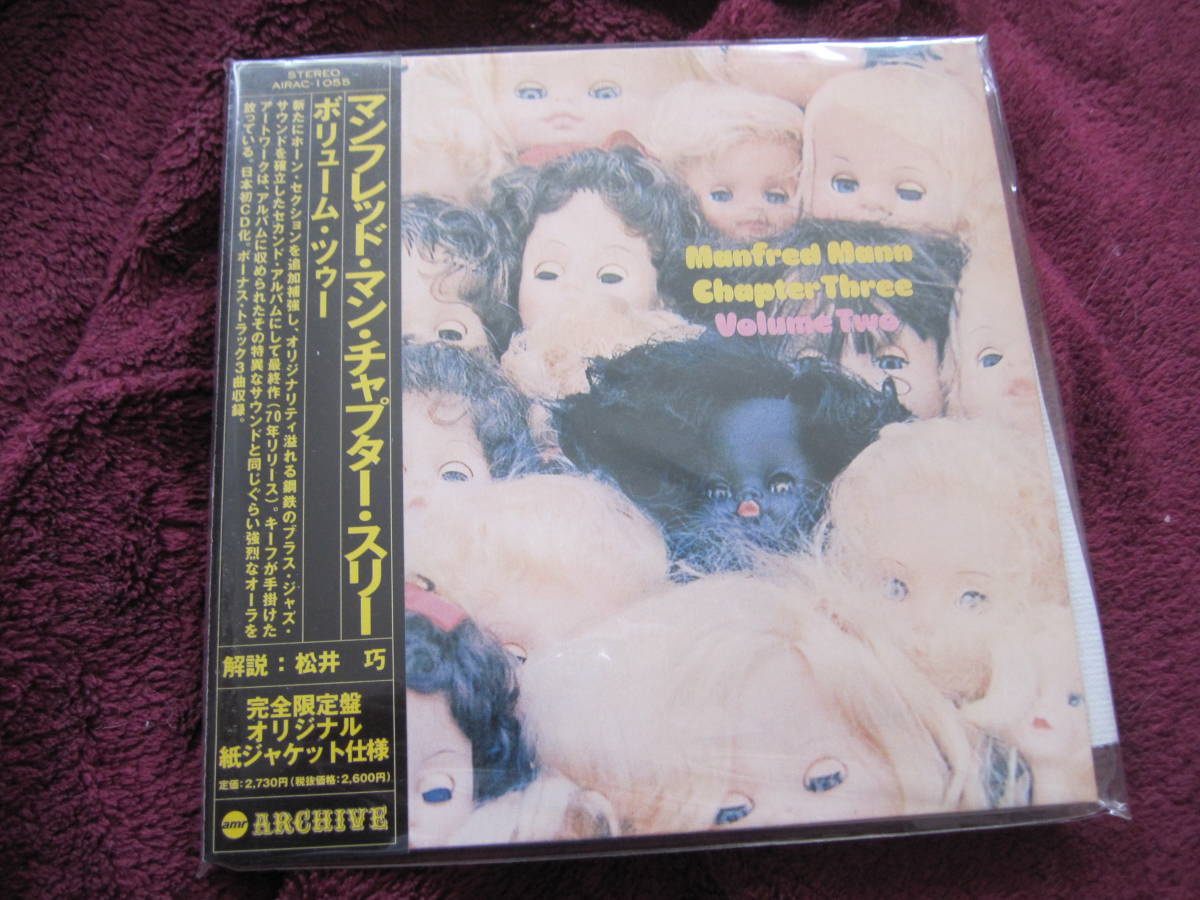 STEREO
AIRAC-1055
マンフレッド・マン・チャプター・スリー
ボリューム・ツゥー
新たにホーン・セクションを追加補強し、オリジナリティ溢れる鋼鉄のブラス・ジャズ・
サウンドを確立したセカンド・アルバムにして最終作（70年リリース）。キーフが手掛けた
アートワークは、アルバムに収められたその特異なサウンドと同じぐらい強烈なオーラを
放っている。日本初CD化。ボーナス・トラック3曲収録。
解説：松井 巧
完全限定盤
オリジナル
紙ジャケット仕様
定価：2,730円（税抜価格：2,600円）
amr ARCHIVE
Manfred Mann
Chapter Three
Volume Two